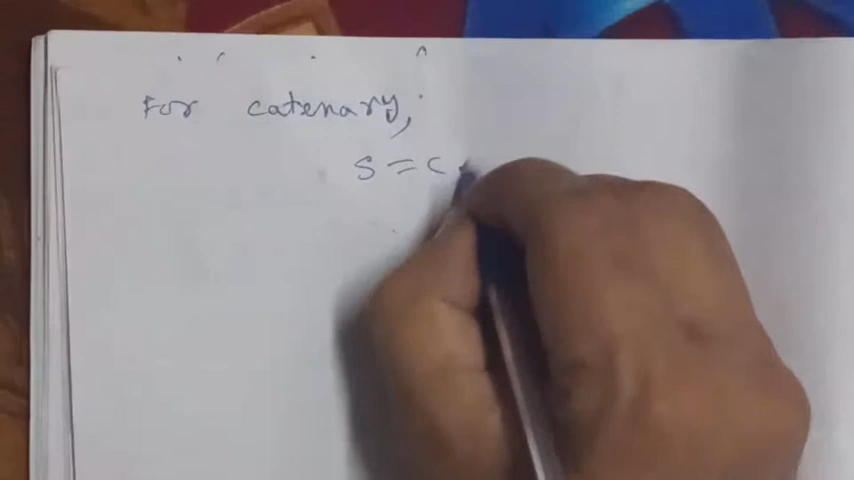 For catenary,
s = c